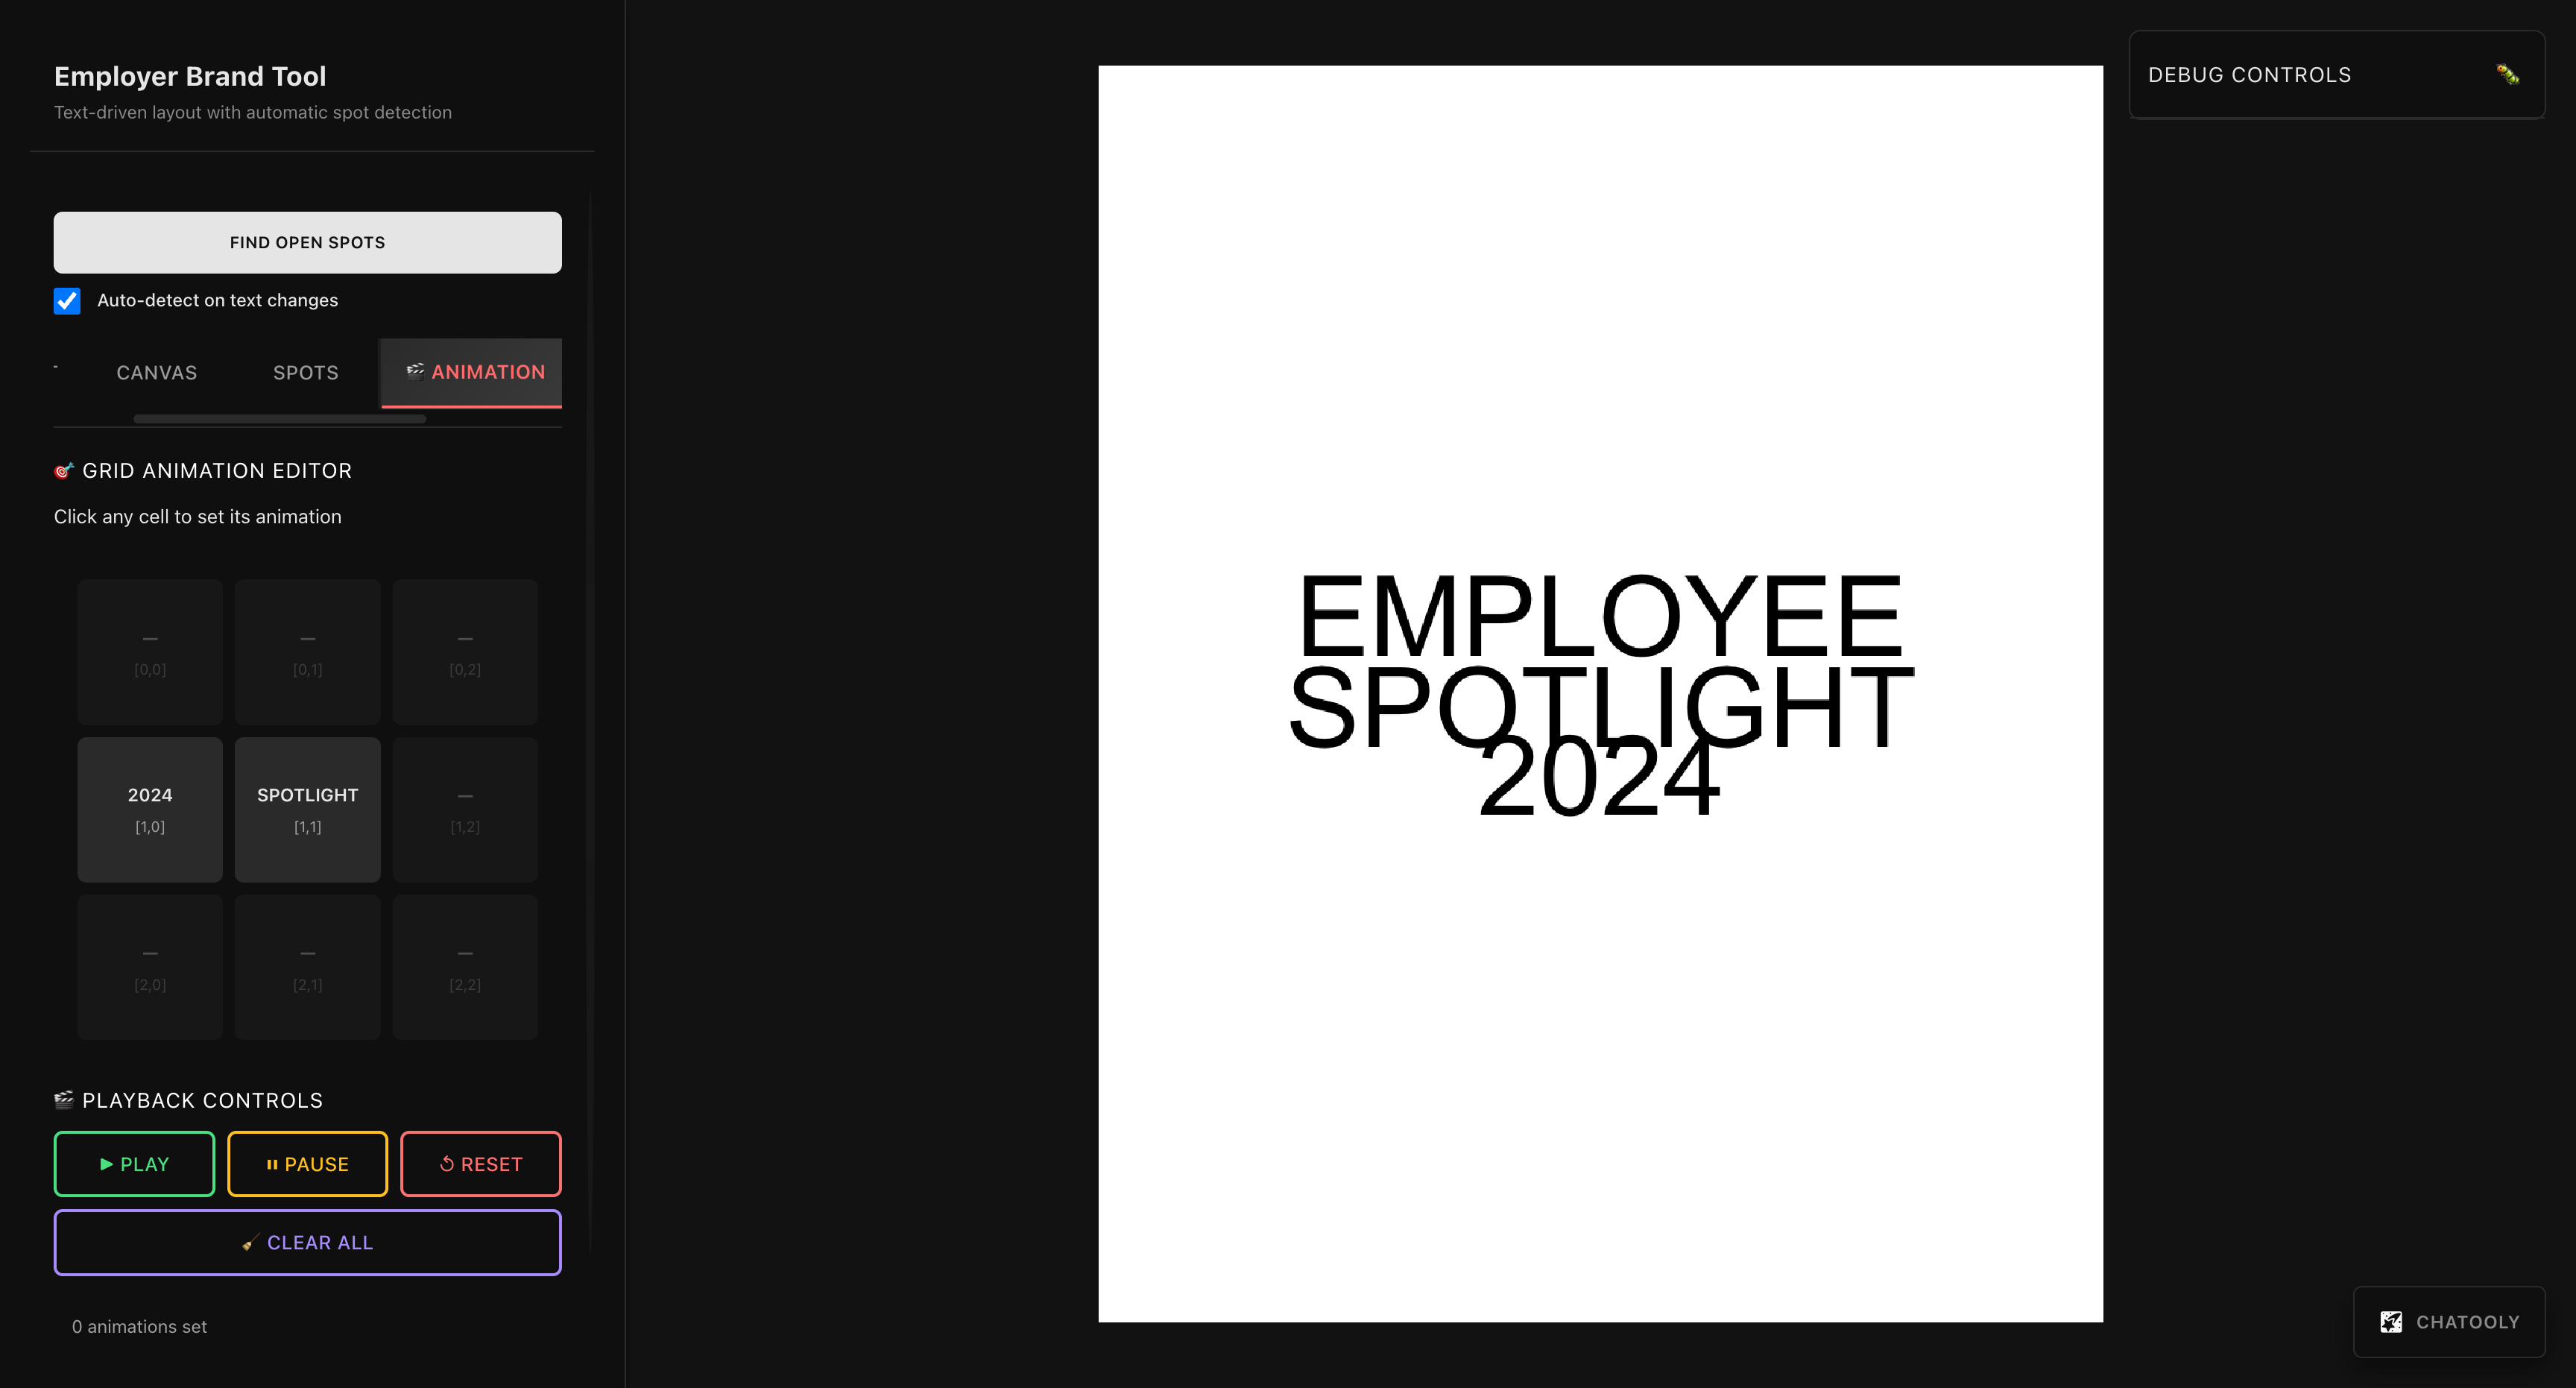 Employer Brand Tool
Text-driven layout with automatic spot detection
FIND OPEN SPOTS
Auto-detect on text changes
CANVAS SPOTS 🎬 ANIMATION
🎯 GRID ANIMATION EDITOR
Click any cell to set its animation
— — —
[0,0] [0,1] [0,2]
2024 SPOTLIGHT —
[1,0] [1,1] [1,2]
— — —
[2,0] [2,1] [2,2]
🎬 PLAYBACK CONTROLS
▶ PLAY ⏸ PAUSE ↺ RESET
🧹 CLEAR ALL
0 animations set
EMPLOYEE
SPOTLIGHT
2024
DEBUG CONTROLS 🐛
CHATOOLY